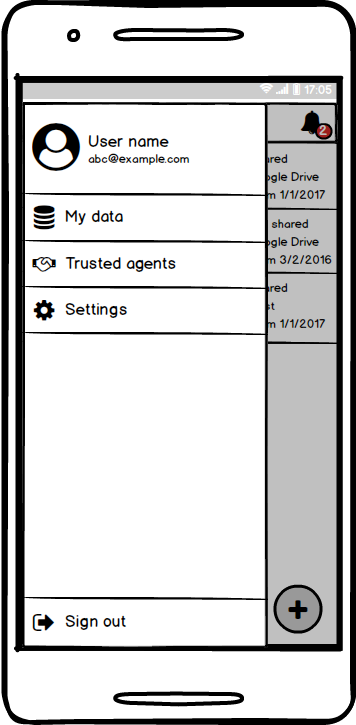 17:05
2
User name
abc@example.com
My data
Trusted agents
Settings
ared
ogle Drive
m 1/1/2017
shared
ogle Drive
m 3/2/2016
ared
st
m 1/1/2017
Sign out